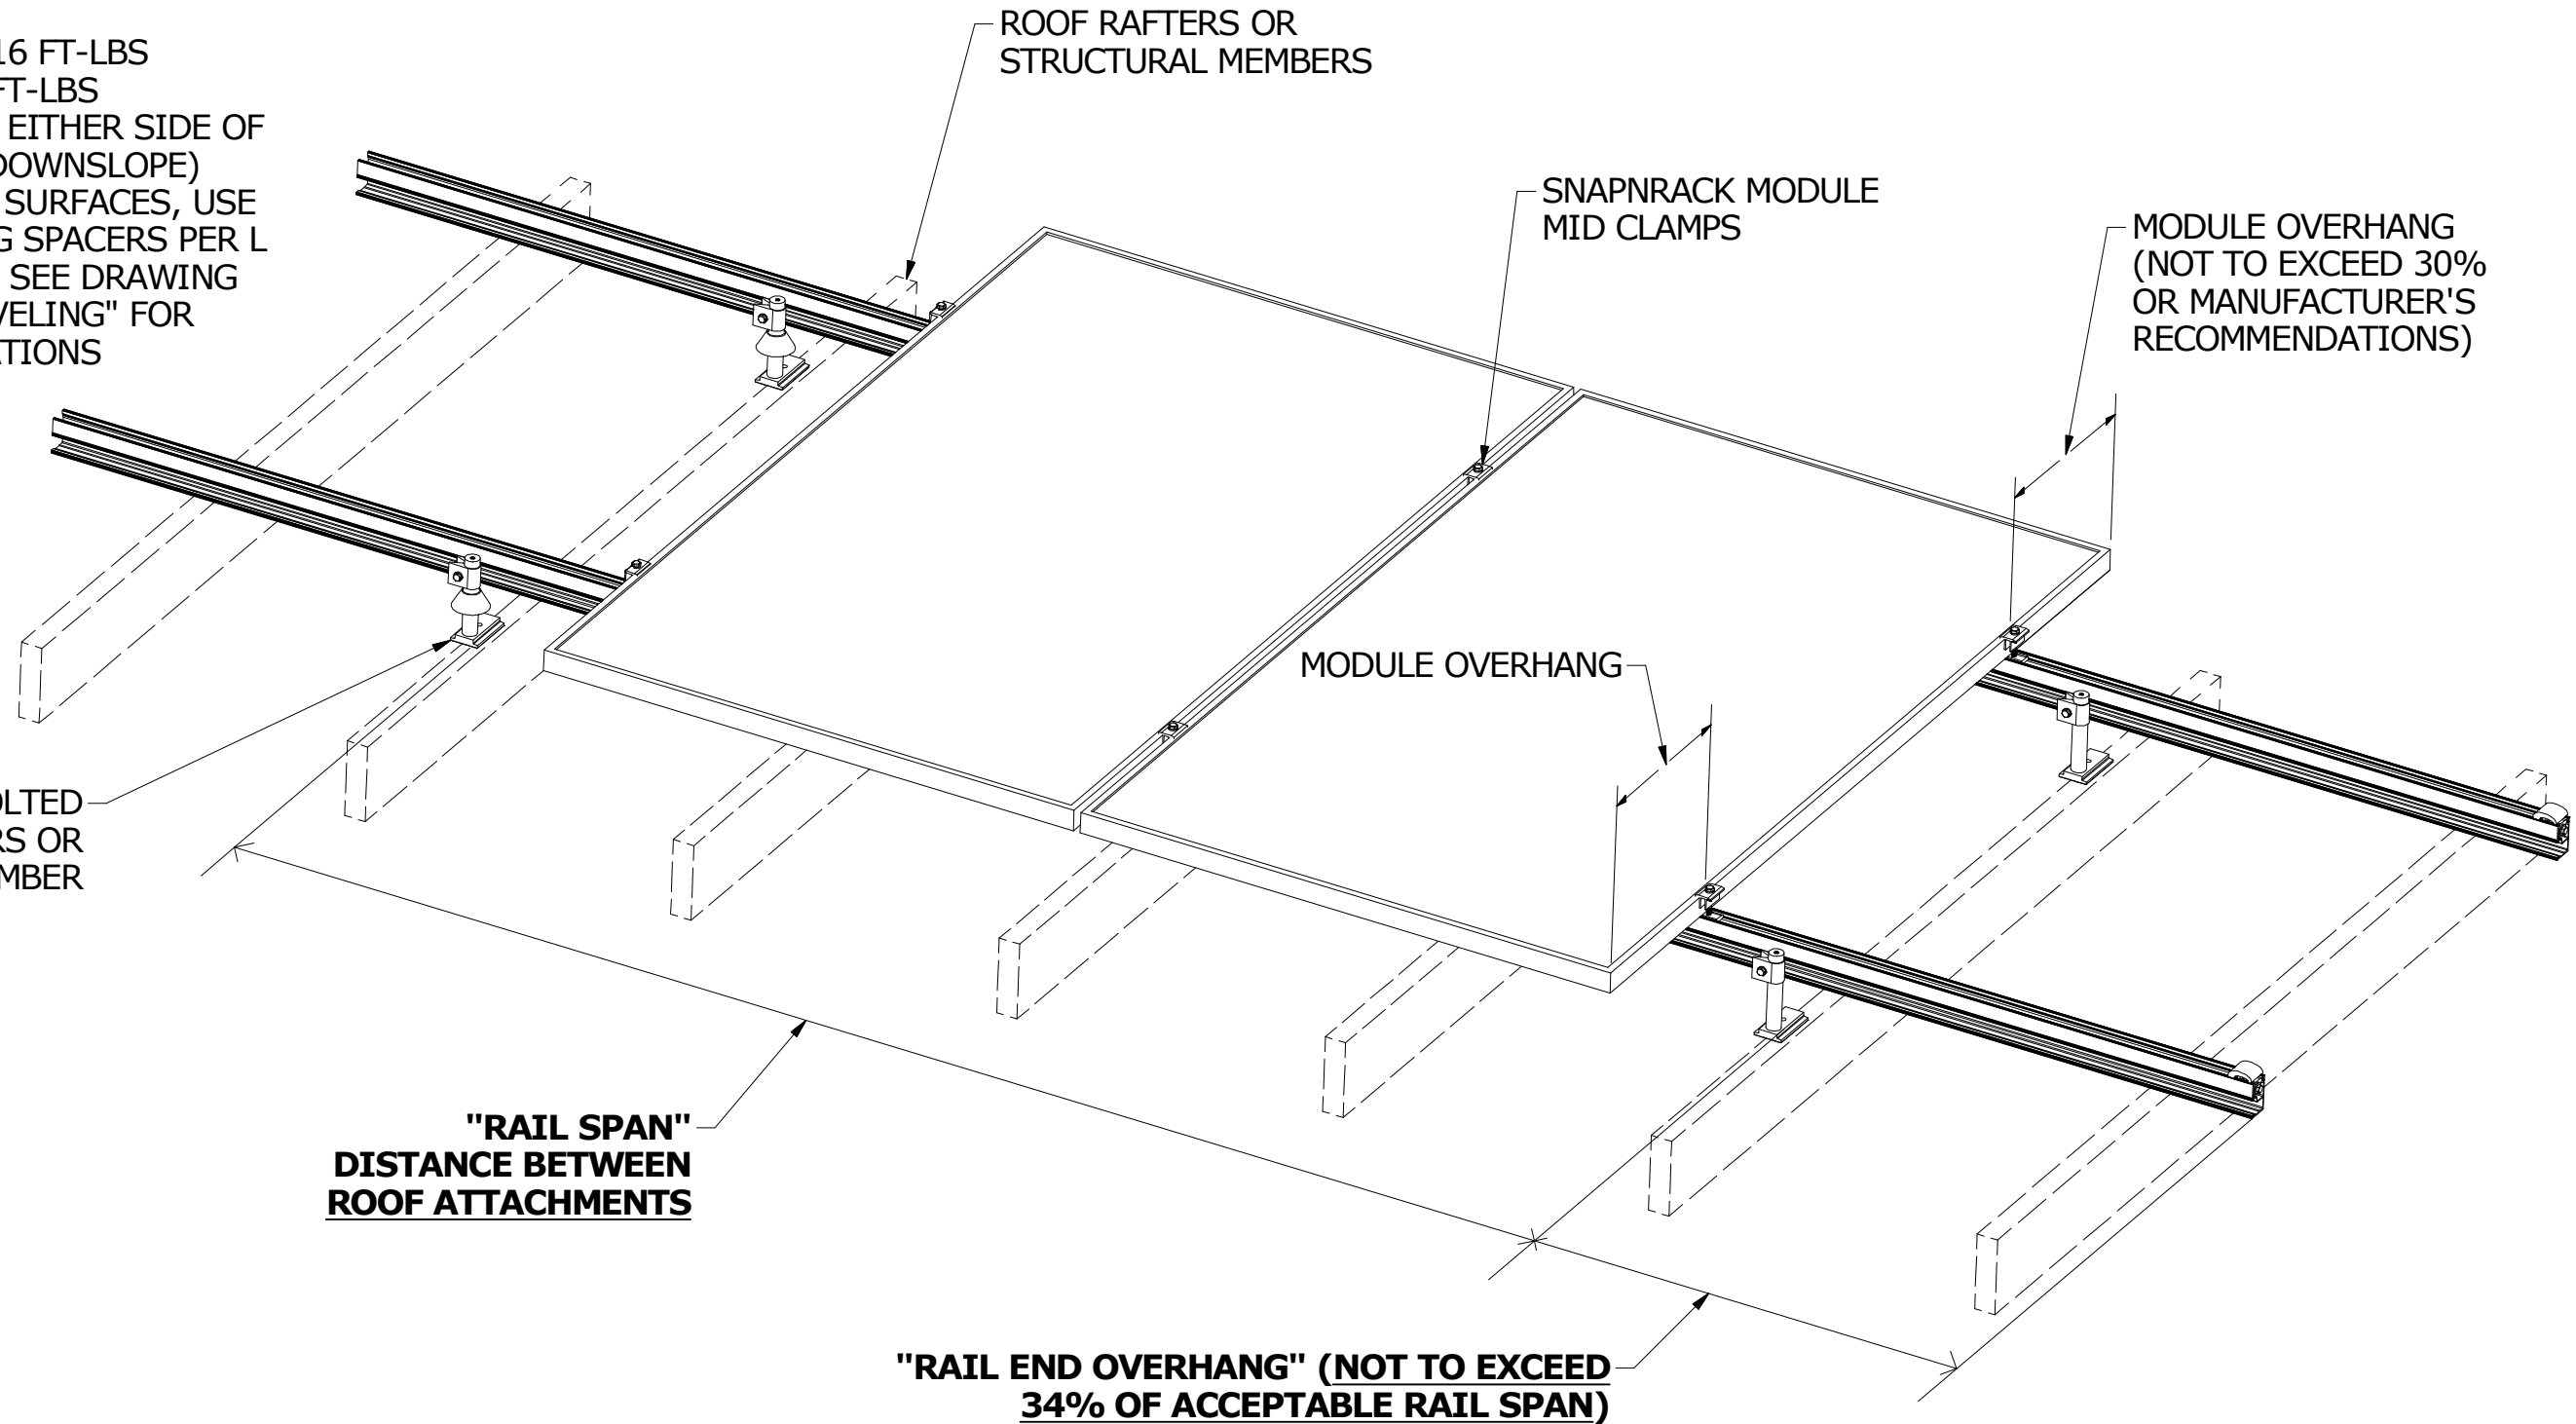 16 FT-LBS
FT-LBS
EITHER SIDE OF
DOWNSLOPE)
SURFACES, USE
G SPACERS PER L
SEE DRAWING
VELING" FOR
ATIONS
ROOF RAFTERS OR
STRUCTURAL MEMBERS
SNAPNRACK MODULE
MID CLAMPS
MODULE OVERHANG
(NOT TO EXCEED 30%
OR MANUFACTURER'S
RECOMMENDATIONS)
MODULE OVERHANG
OLTED
RS OR
MBER
"RAIL SPAN"
DISTANCE BETWEEN
ROOF ATTACHMENTS
"RAIL END OVERHANG" (NOT TO EXCEED
34% OF ACCEPTABLE RAIL SPAN)